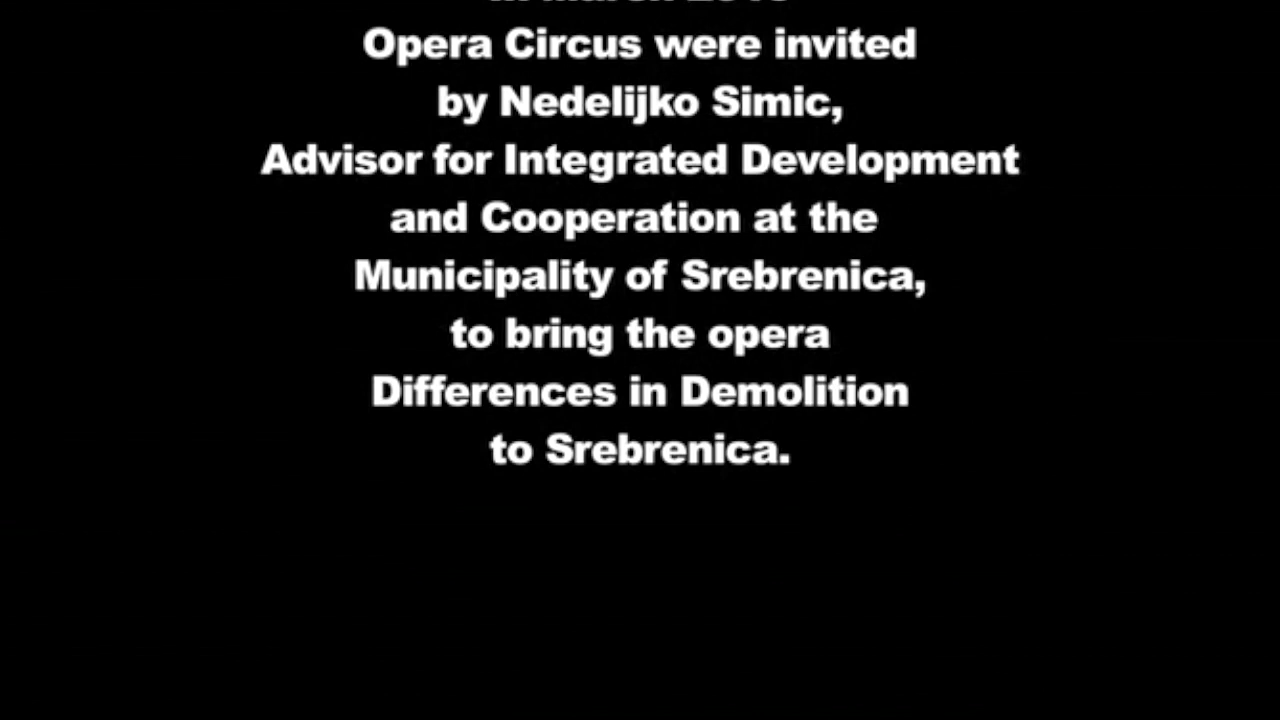 Opera Circus were invited
by Nedelijko Simic,
Advisor for Integrated Development
and Cooperation at the
Municipality of Srebrenica,
to bring the opera
Differences in Demolition
to Srebrenica.